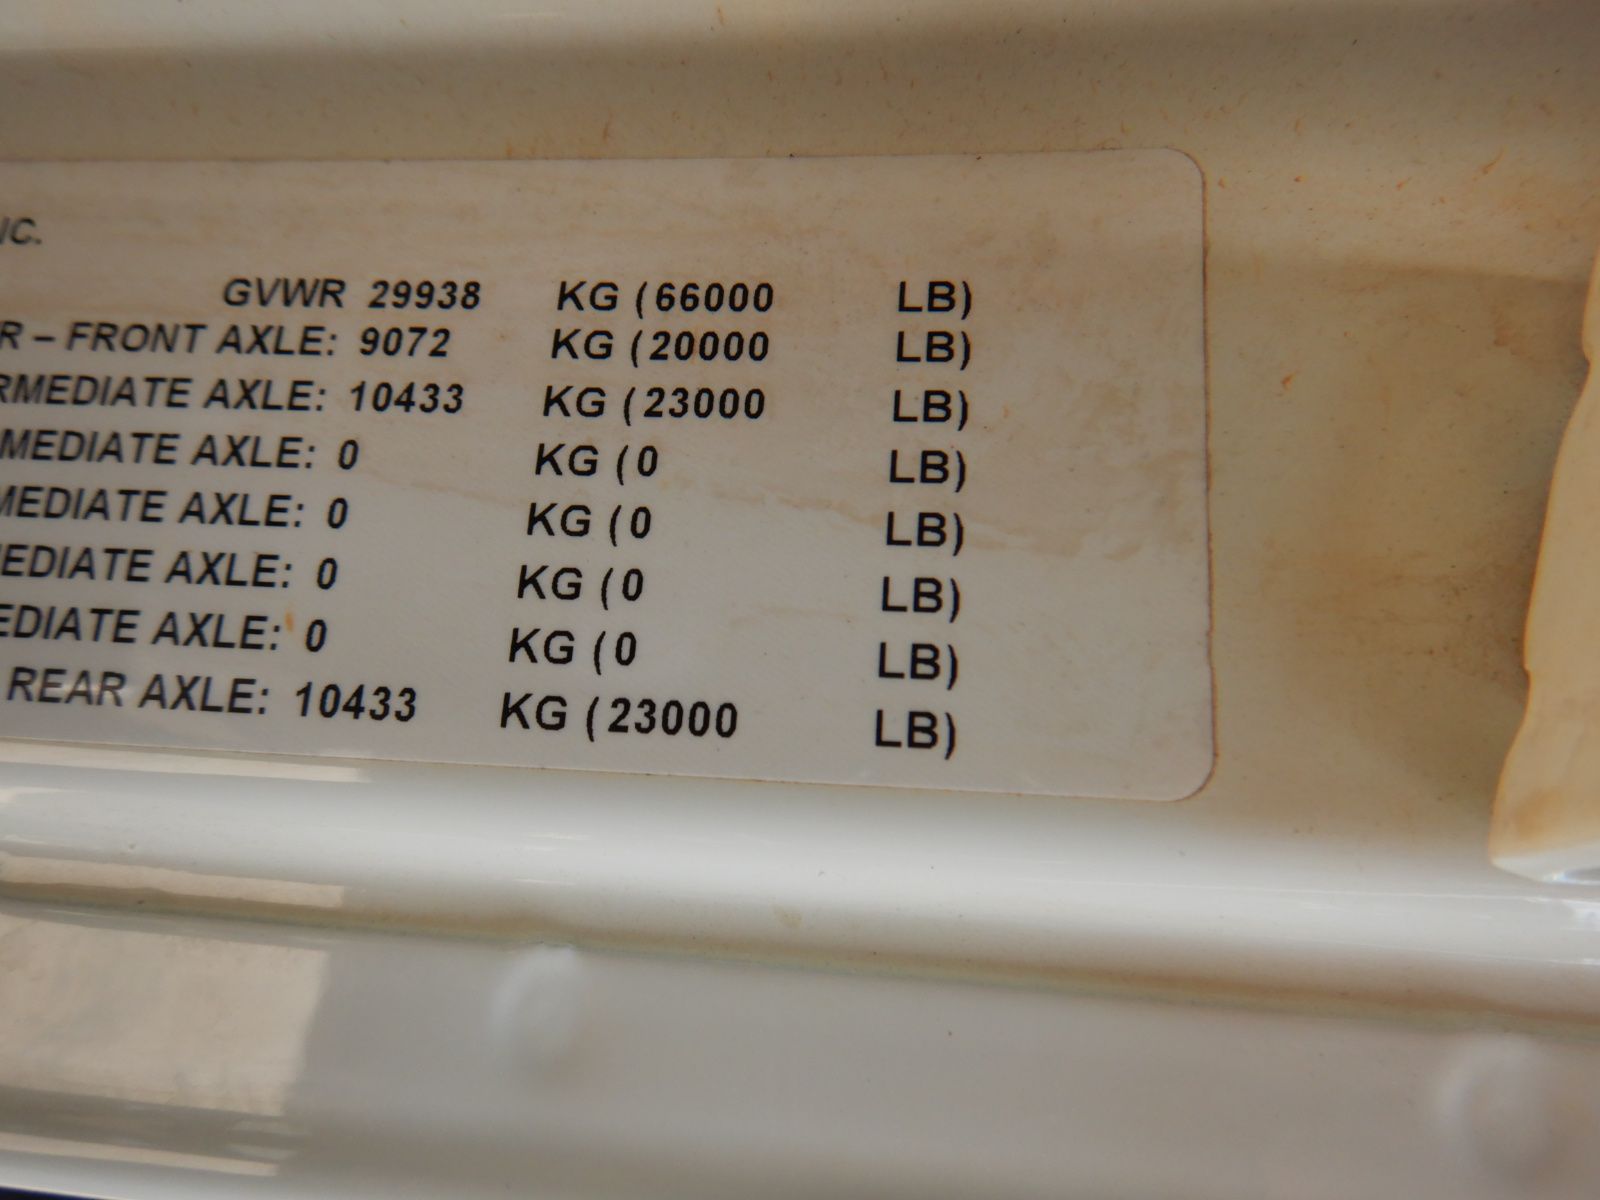 NC.
GVWR 29938 KG (66000 LB)
R – FRONT AXLE: 9072 KG (20000 LB)
RMEDIATE AXLE: 10433 KG (23000 LB)
MEDIATE AXLE: 0 KG (0 LB)
MEDIATE AXLE: 0 KG (0 LB)
EDIATE AXLE: 0 KG (0 LB)
EDIATE AXLE: 0 KG (0 LB)
REAR AXLE: 10433 KG (23000 LB)